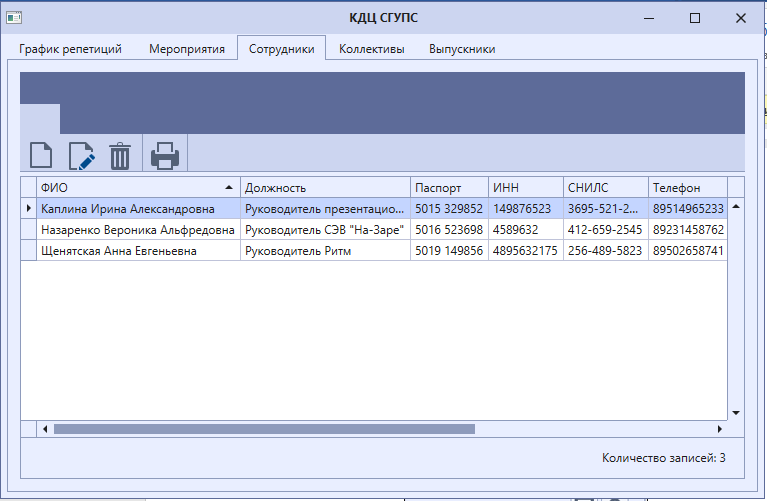 КДЦ СГУПС
График репетиций Мероприятия Сотрудники Коллективы Выпускники
ФИО Должность Паспорт ИНН СНИЛС Телефон
Каплина Ирина Александровна Руководитель презентацио... 5015 329852 149876523 3695-521-2... 89514965233
Назаренко Вероника Альфредовна Руководитель СЭВ "На-Заре" 5016 523698 4589632 412-659-2545 89231458762
Щенятская Анна Евгеньевна Руководитель Ритм 5019 149856 4895632175 256-489-5823 89502658741
Количество записей: 3